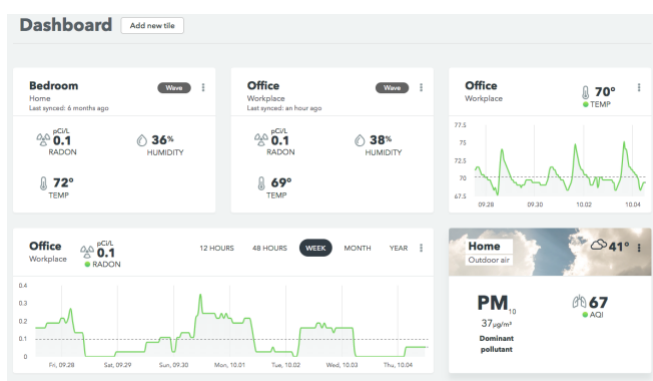 Dashboard
Add new tile
Bedroom
Wave
Home
Last synced: 6 months ago
pCi/L
0.1
RADON
36%
HUMIDITY
72°
TEMP
Office
Wave
Workplace
Last synced: an hour ago
pCi/L
0.1
RADON
38%
HUMIDITY
69°
TEMP
Office
Workplace
70°
TEMP
77.5
75
72.5
70
67.5
09.28 09.30 10.02 10.04
Office
Workplace
pCi/L
0.1
RADON
12 HOURS 48 HOURS WEEK MONTH YEAR
0.4
0.3
0.2
0.1
0
Fri, 09.28 Sat, 09.29 Sun, 09.30 Mon, 10.01 Tue, 10.02 Wed, 10.03 Thu, 10.04
Home
Outdoor air
41°
PM10
37µg/m³
Dominant
pollutant
67
AQI